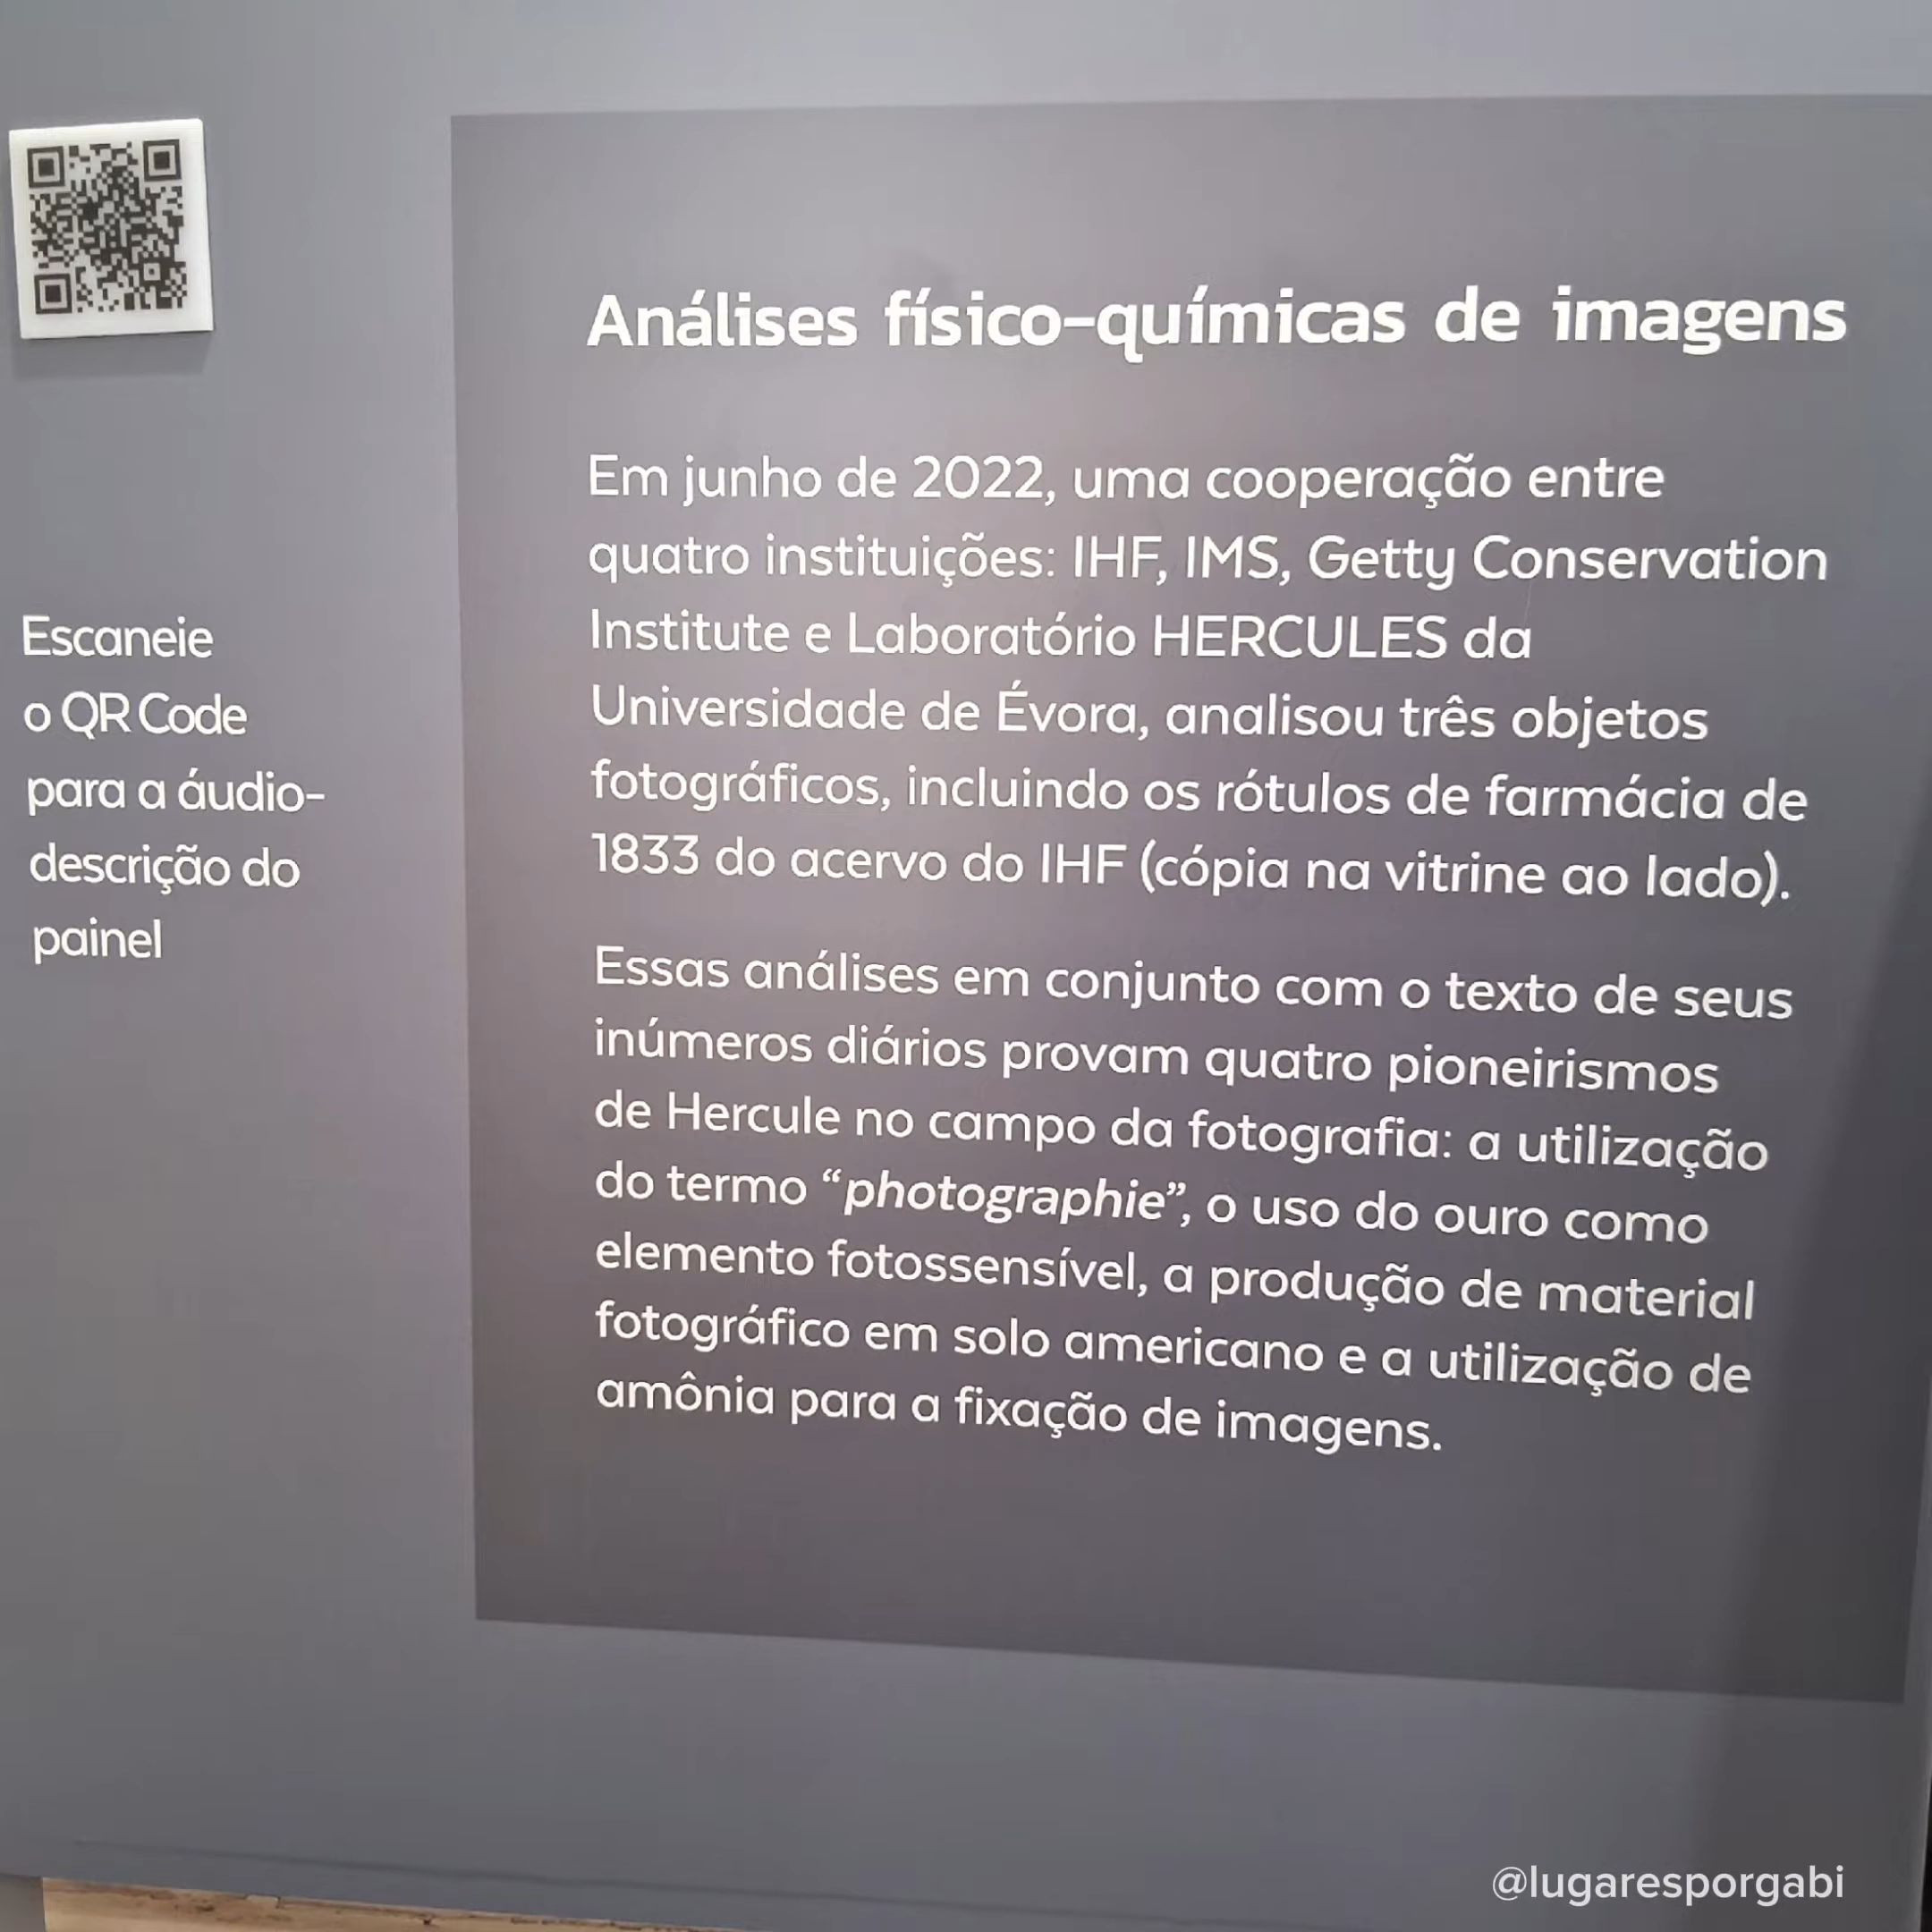 Escaneie
o QR Code
para a áudio-
descrição do
painel
Análises físico-químicas de imagens
Em junho de 2022, uma cooperação entre
quatro instituições: IHF, IMS, Getty Conservation
Institute e Laboratório HERCULES da
Universidade de Évora, analisou três objetos
fotográficos, incluindo os rótulos de farmácia de
1833 do acervo do IHF (cópia na vitrine ao lado).
Essas análises em conjunto com o texto de seus
inúmeros diários provam quatro pioneirismos
de Hercule no campo da fotografia: a utilização
do termo “photographie”, o uso do ouro como
elemento fotossensível, a produção de material
fotográfico em solo americano e a utilização de
amônia para a fixação de imagens.
@lugaresporgabi